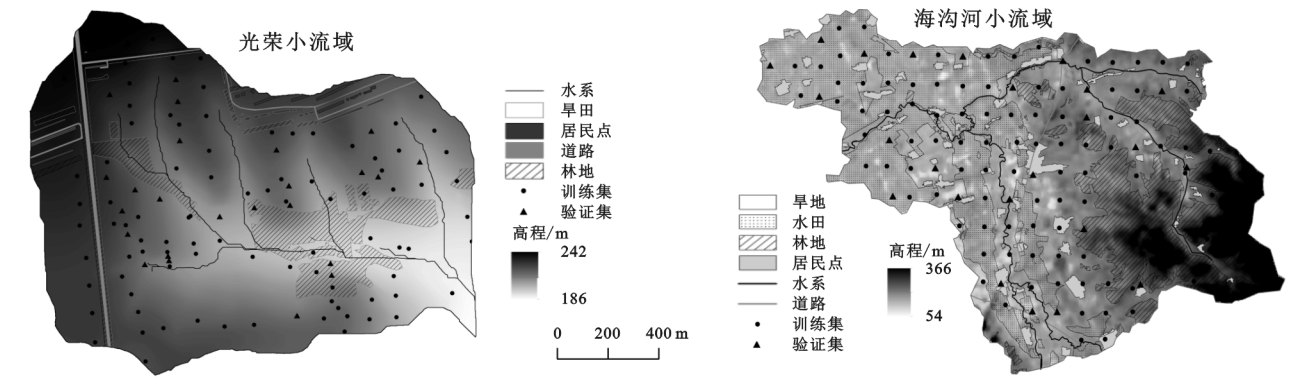 光荣小流域
水系
旱田
居民点
道路
林地
训练集
验证集
高程/m
242
186
0 200 400 m
海沟河小流域
旱地
水田
林地
居民点
水系
道路
训练集
验证集
高程/m
366
54